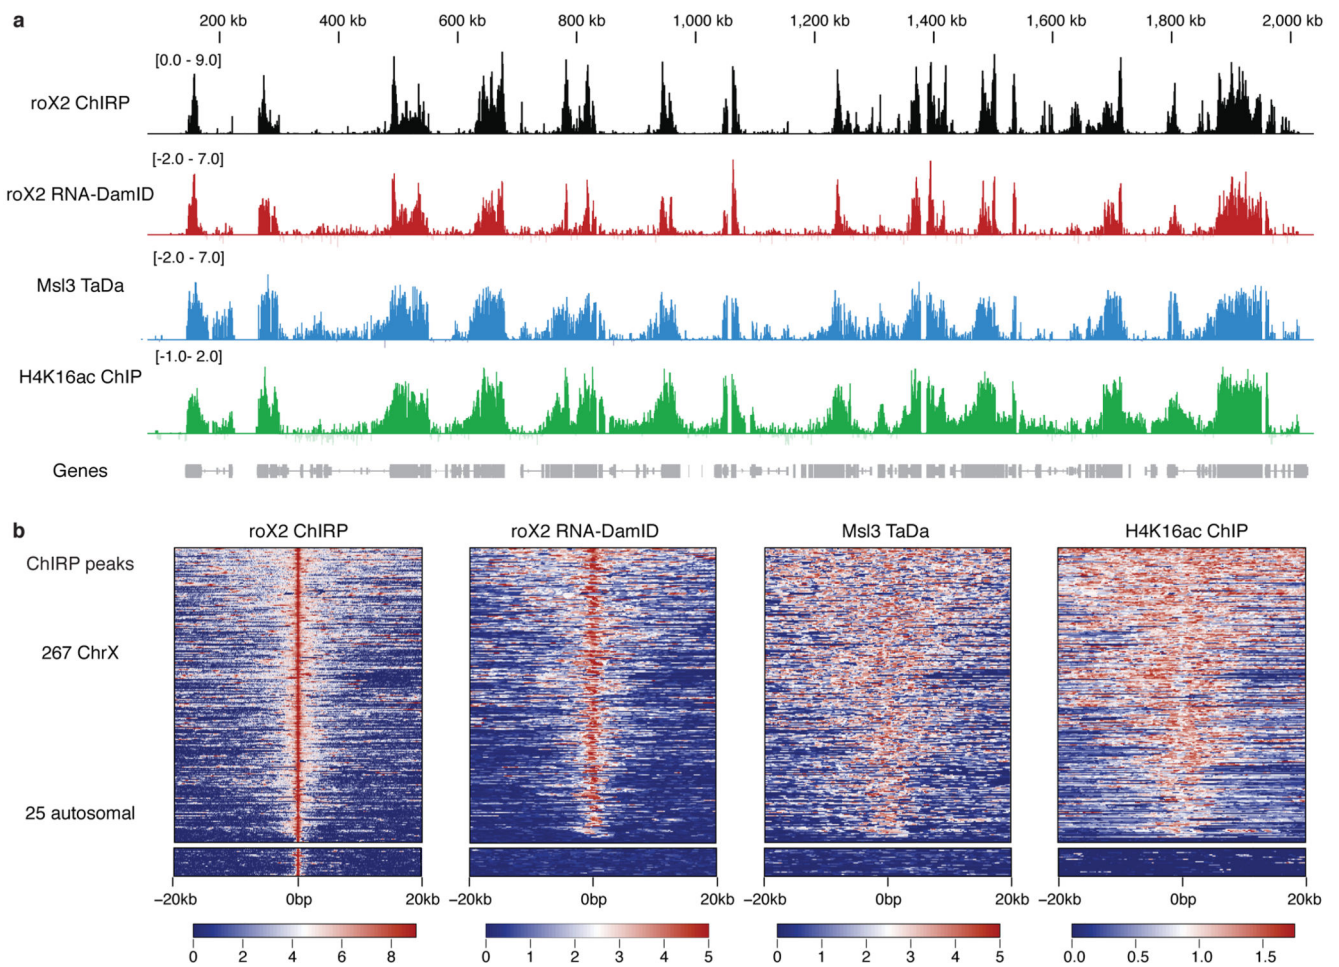 a
200 kb 400 kb 600 kb 800 kb 1,000 kb 1,200 kb 1,400 kb 1,600 kb 1,800 kb 2,000 kb
[0.0 - 9.0]
roX2 ChIRP
[-2.0 - 7.0]
roX2 RNA-DamID
[-2.0 - 7.0]
Msl3 TaDa
[-1.0- 2.0]
H4K16ac ChIP
Genes
b
roX2 ChIRP roX2 RNA-DamID Msl3 TaDa H4K16ac ChIP
ChIRP peaks
267 ChrX
25 autosomal
−20kb 0bp 20kb −20kb 0bp 20kb −20kb 0bp 20kb −20kb 0bp 20kb
0 2 4 6 8 0 1 2 3 4 5 0 1 2 3 4 5 0.0 0.5 1.0 1.5